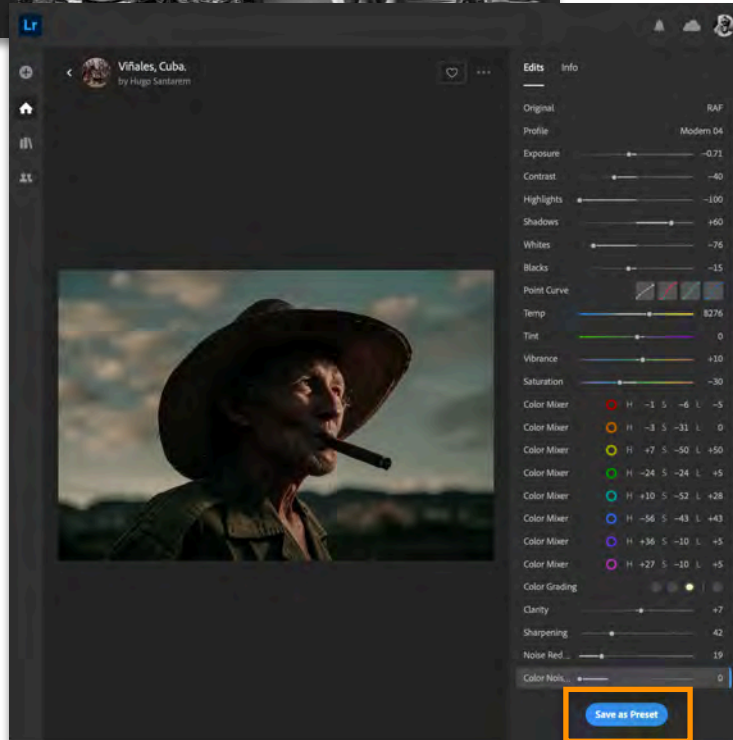 Lr
Viñales, Cuba.
by Hugo Santarem
Edits Info
Original RAF
Profile Modern 04
Exposure -0.71
Contrast -40
Highlights -100
Shadows +60
Whites -76
Blacks -15
Point Curve
Temp 8276
Tint 0
Vibrance +10
Saturation -30
Color Mixer H -1 S -6 L -5
Color Mixer H -3 S -31 L 0
Color Mixer H +7 S -50 L +50
Color Mixer H -24 S -24 L +5
Color Mixer H +10 S -52 L +28
Color Mixer H -56 S -43 L +43
Color Mixer H +36 S -10 L +5
Color Mixer H +27 S -10 L +5
Color Grading
Clarity +7
Sharpening 42
Noise Red... 19
Color Nois... 0
Save as Preset